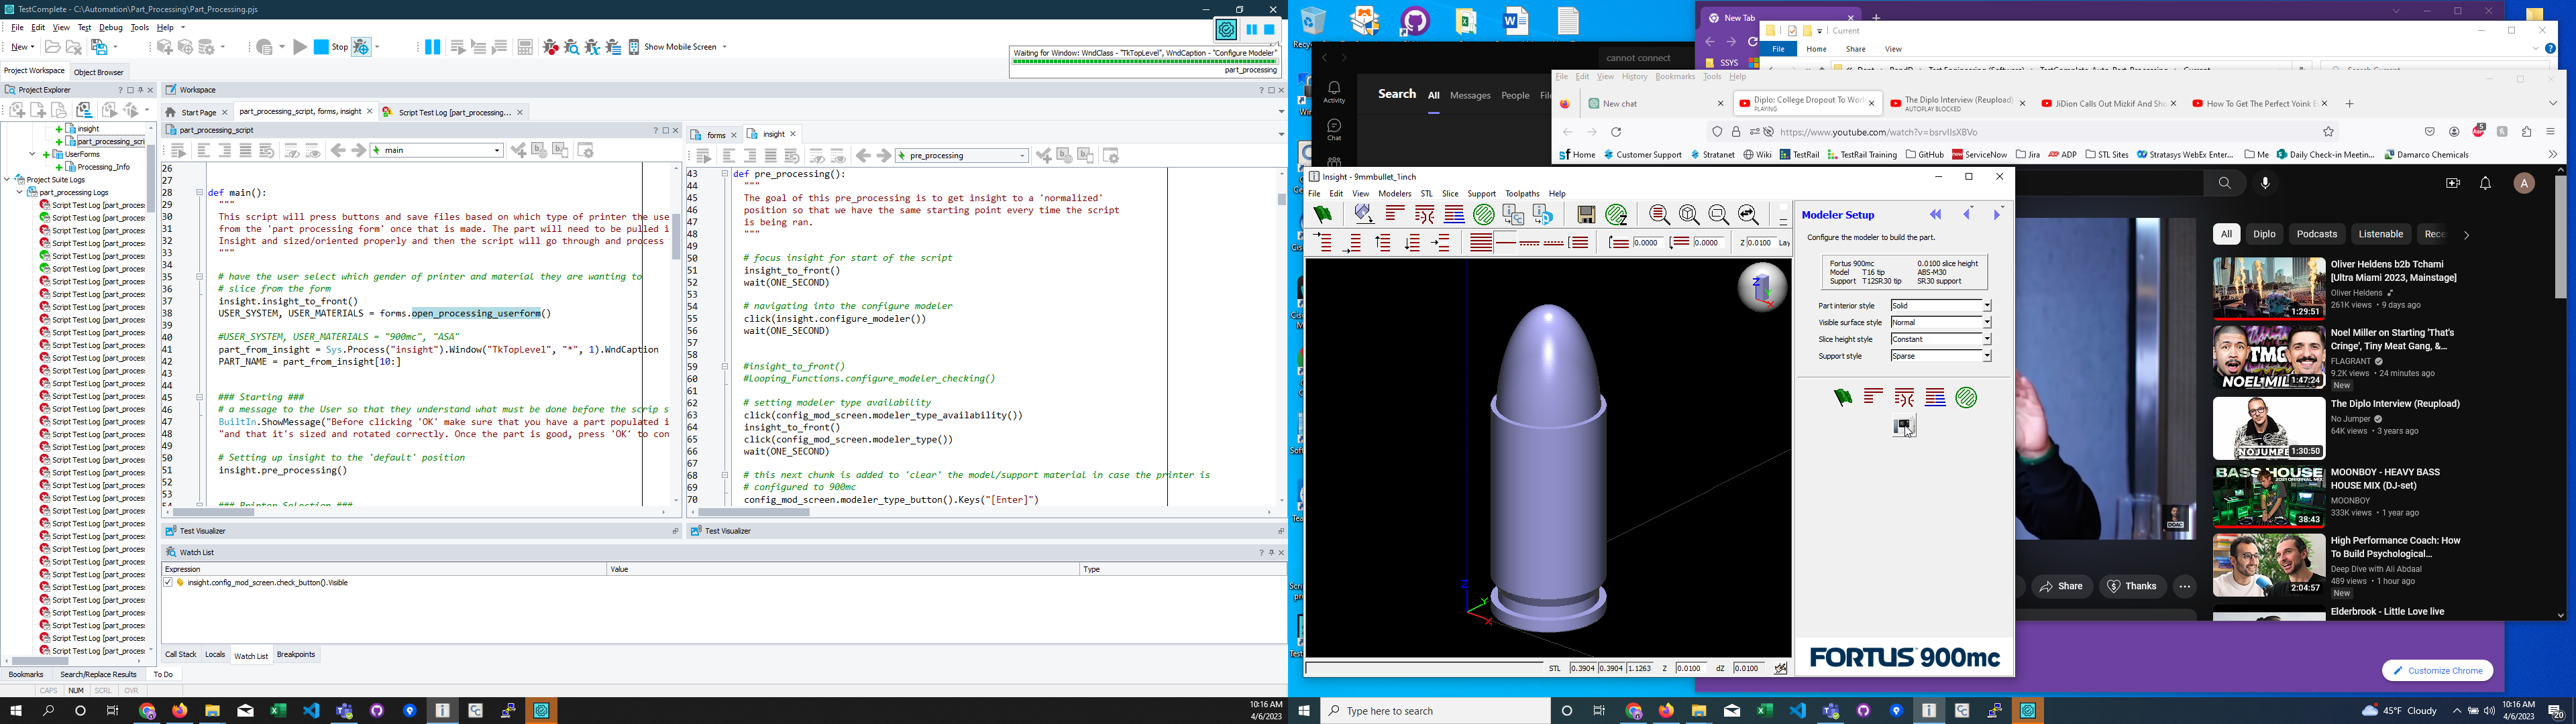 TestComplete - C:\Automation\Part_Processing\Part_Processing.pjs
File Edit View Test Debug Tools Help
New
Stop
Show Mobile Screen
Waiting for Window: WndClass - "TkTopLevel", WndCaption - "Configure Modeler"
part_processing
Project Workspace
Object Browser
Project Explorer
insight
part_processing_scri
UserForms
Processing_Info
Project Suite Logs
part_processing Logs
Script Test Log [part_proces
Workspace
Start Page
part_processing_script, forms, insight
Script Test Log [part_processing...
part_processing_script
main
26
27
28 def main():
29 """
30 This script will press buttons and save files based on which type of printer the use
31 from the 'part processing form' once that is made. The part will need to be pulled i
32 Insight and sized/oriented properly and then the script will go through and process
33 """
34
35 # have the user select which gender of printer and material they are wanting to
36 # slice from the form
37 insight.insight_to_front()
38 USER_SYSTEM, USER_MATERIALS = forms.open_processing_userform()
39
40 #USER_SYSTEM, USER_MATERIALS = "900mc", "ASA"
41 part_from_insight = Sys.Process("insight").Window("TkTopLevel", "*", 1).WndCaption
42 PART_NAME = part_from_insight[10:]
43
44
45 ### Starting ###
46 # a message to the User so that they understand what must be done before the scrip s
47 BuiltIn.ShowMessage("Before clicking 'OK' make sure that you have a part populated i
48 "and that it's sized and rotated correctly. Once the part is good, press 'OK' to con
49
50 # Setting up insight to the 'default' position
51 insight.pre_processing()
52
53
forms
insight
pre_processing
43 def pre_processing():
44 """
45 The goal of this pre_processing is to get insight to a 'normalized'
46 position so that we have the same starting point every time the script
47 is being ran.
48 """
49
50 # focus insight for start of the script
51 insight_to_front()
52 wait(ONE_SECOND)
53
54 # navigating into the configure modeler
55 click(insight.configure_modeler())
56 wait(ONE_SECOND)
57
58
59 #insight_to_front()
60 #Looping_Functions.configure_modeler_checking()
61
62 # setting modeler type availability
63 click(config_mod_screen.modeler_type_availability())
64 insight_to_front()
65 click(config_mod_screen.modeler_type())
66 wait(ONE_SECOND)
67
68 # this next chunk is added to 'clear' the model/support material in case the printer is
69 # configured to 900mc
70 config_mod_screen.modeler_type_button().Keys("[Enter]")
Test Visualizer
Test Visualizer
Watch List
Expression Value Type
insight.config_mod_screen.check_button().Visible
Call Stack Locals Watch List Breakpoints
Bookmarks Search/Replace Results To Do
CAPS NUM SCRL OVR
10:16 AM
4/6/2023
New Tab
SSYS
Current
File Home Share View
cannot connect
Activity
Chat
Search All Messages People
File Edit View History Bookmarks Tools Help
New chat
Diplo: College Dropout To Wor
PLAYING
The Diplo Interview (Reupload)
AUTOPLAY BLOCKED
JiDion Calls Out Mizkif And Sho
How To Get The Perfect Yoink E
https://www.youtube.com/watch?v=bsrvIIsXBVo
Home Customer Support Stratanet Wiki TestRail TestRail Training GitHub ServiceNow Jira ADP STL Sites Stratasys WebEx Enter... Me Daily Check-in Meetin... Damarco Chemicals
Insight - 9mmbullet_1inch
File Edit View Modelers STL Slice Support Toolpaths Help
0.0000
0.0000
Z 0.0100 Lay
Modeler Setup
Configure the modeler to build the part.
Fortus 900mc 0.0100 slice height
Model T16 tip ABS-M30
Support T12SR30 tip SR30 support
Part interior style Solid
Visible surface style Normal
Slice height style Constant
Support style Sparse
FORTUS 900mc
STL 0.3904 0.3904 1.1263 Z 0.0100 dZ 0.0100
Share Thanks
All Diplo Podcasts Listenable Rece
Oliver Heldens b2b Tchami
[Ultra Miami 2023, Mainstage]
Oliver Heldens
261K views • 9 days ago
1:29:51
Noel Miller on Starting 'That's
Cringe', Tiny Meat Gang, &...
FLAGRANT
9.2K views • 24 minutes ago
New
1:47:24
The Diplo Interview (Reupload)
No Jumper
64K views • 3 years ago
1:30:50
MOONBOY - HEAVY BASS
HOUSE MIX (DJ-set)
MOONBOY
333K views • 1 year ago
38:43
High Performance Coach: How
To Build Psychological...
Deep Dive with Ali Abdaal
489 views • 1 hour ago
New
2:04:57
Elderbrook - Little Love live
Customize Chrome
Type here to search
45°F Cloudy
10:16 AM
4/6/2023